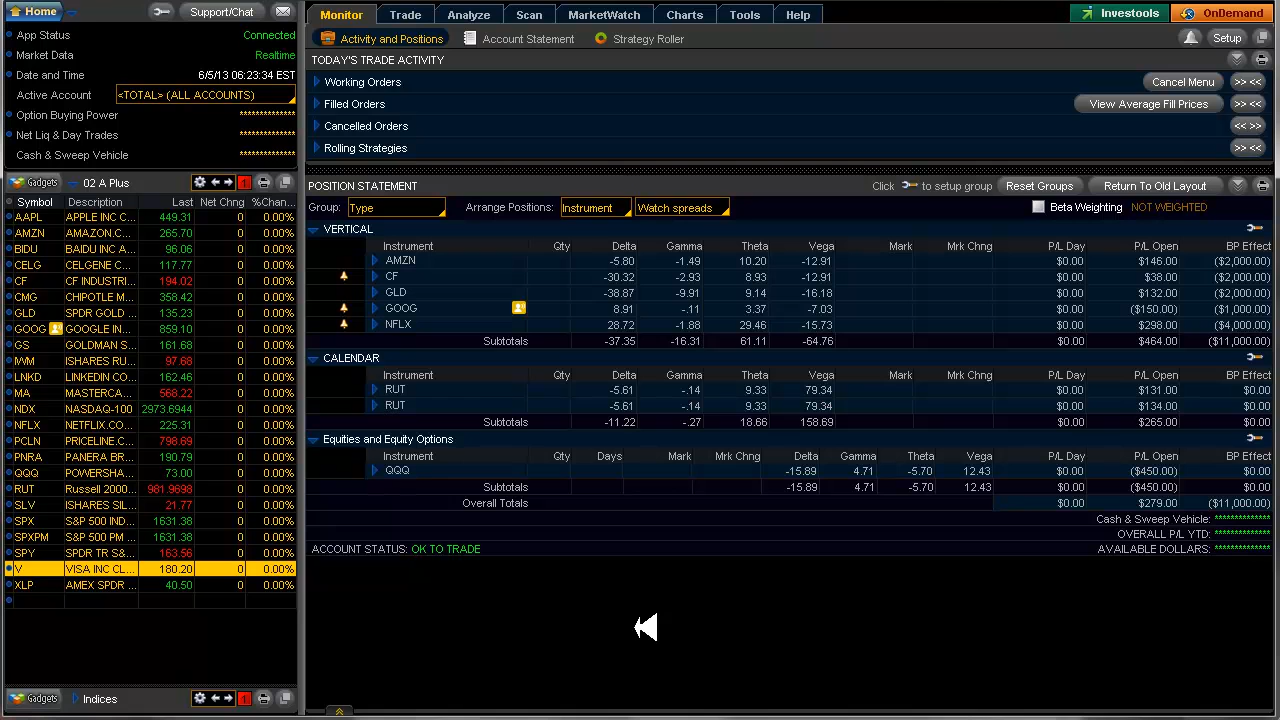 Home Support/Chat
App Status Connected
Market Data Realtime
Date and Time 6/5/13 06:23:34 EST
Active Account <TOTAL> (ALL ACCOUNTS)
Option Buying Power *************
Net Liq & Day Trades *************
Cash & Sweep Vehicle *************
Gadgets 02 A Plus 1
Symbol Description Last Net Chng %Chan...
AAPL APPLE INC C... 449.31 0 0.00%
AMZN AMAZON.C... 265.70 0 0.00%
BIDU BAIDU INC A... 96.06 0 0.00%
CELG CELGENE C... 117.77 0 0.00%
CF CF INDUSTRI... 194.02 0 0.00%
CMG CHIPOTLE M... 358.42 0 0.00%
GLD SPDR GOLD ... 135.23 0 0.00%
GOOG GOOGLE IN... 859.10 0 0.00%
GS GOLDMAN S... 161.68 0 0.00%
IWM ISHARES RU... 97.68 0 0.00%
LNKD LINKEDIN CO... 162.46 0 0.00%
MA MASTERCA... 568.22 0 0.00%
NDX NASDAQ-100 2973.6944 0 0.00%
NFLX NETFLIX.CO... 225.31 0 0.00%
PCLN PRICELINE.C... 798.69 0 0.00%
PNRA PANERA BR... 190.79 0 0.00%
QQQ POWERSHA... 73.00 0 0.00%
RUT Russell 2000... 981.9698 0 0.00%
SLV ISHARES SIL... 21.77 0 0.00%
SPX S&P 500 IND... 1631.38 0 0.00%
SPXPM S&P 500 PM ... 1631.38 0 0.00%
SPY SPDR TR S&... 163.56 0 0.00%
V VISA INC CL... 180.20 0 0.00%
XLP AMEX SPDR ... 40.50 0 0.00%
Gadgets Indices 1
Monitor Trade Analyze Scan MarketWatch Charts Tools Help Investools OnDemand
Activity and Positions Account Statement Strategy Roller Setup
TODAY'S TRADE ACTIVITY
Working Orders Cancel Menu >> <<
Filled Orders View Average Fill Prices >> <<
Cancelled Orders << >>
Rolling Strategies >> <<
POSITION STATEMENT Click to setup group Reset Groups Return To Old Layout
Group: Type Arrange Positions: Instrument Watch spreads Beta Weighting NOT WEIGHTED
VERTICAL
Instrument Qty Delta Gamma Theta Vega Mark Mrk Chng P/L Day P/L Open BP Effect
AMZN -5.80 -1.49 10.20 -12.91 $0.00 $146.00 ($2,000.00)
CF -30.32 -2.93 8.93 -12.91 $0.00 $38.00 ($2,000.00)
GLD -38.87 -9.91 9.14 -16.18 $0.00 $132.00 ($2,000.00)
GOOG 8.91 -.11 3.37 -7.03 $0.00 ($150.00) ($1,000.00)
NFLX 28.72 -1.88 29.46 -15.73 $0.00 $298.00 ($4,000.00)
Subtotals -37.35 -16.31 61.11 -64.76 $0.00 $464.00 ($11,000.00)
CALENDAR
Instrument Qty Delta Gamma Theta Vega Mark Mrk Chng P/L Day P/L Open BP Effect
RUT -5.61 -.14 9.33 79.34 $0.00 $131.00 $0.00
RUT -5.61 -.14 9.33 79.34 $0.00 $134.00 $0.00
Subtotals -11.22 -.27 18.66 158.69 $0.00 $265.00 $0.00
Equities and Equity Options
Instrument Qty Days Mark Mrk Chng Delta Gamma Theta Vega P/L Day P/L Open BP Effect
QQQ -15.89 4.71 -5.70 12.43 $0.00 ($450.00) $0.00
Subtotals -15.89 4.71 -5.70 12.43 $0.00 ($450.00) $0.00
Overall Totals $0.00 $279.00 ($11,000.00)
Cash & Sweep Vehicle: *************
OVERALL P/L YTD: *************
ACCOUNT STATUS: OK TO TRADE AVAILABLE DOLLARS: *************